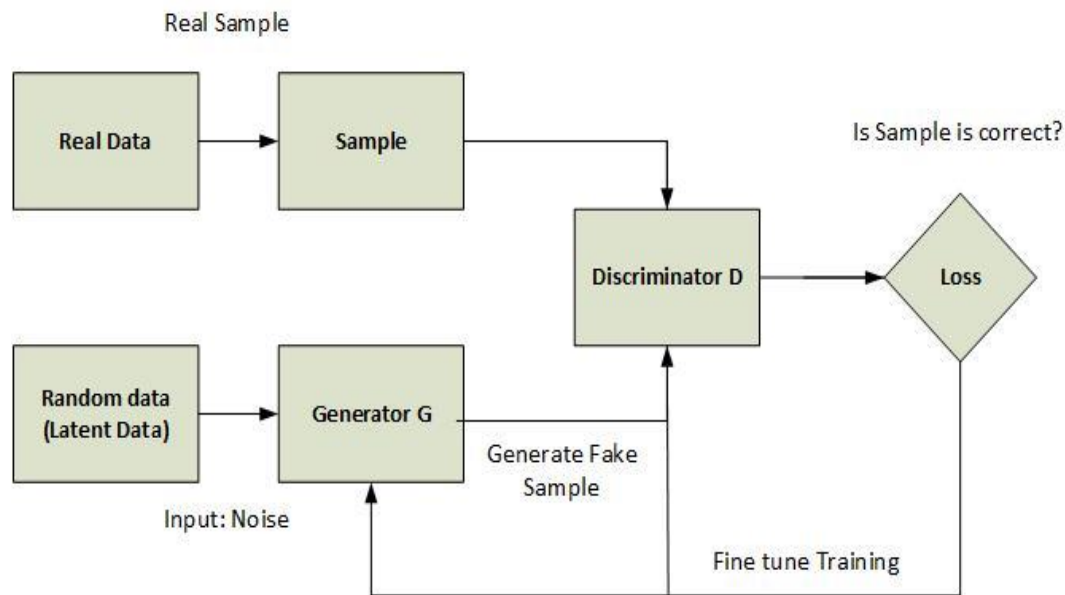 Real Sample
Real Data
Sample
Is Sample is correct?
Discriminator D
Loss
Random data
(Latent Data)
Generator G
Generate Fake
Sample
Input: Noise
Fine tune Training